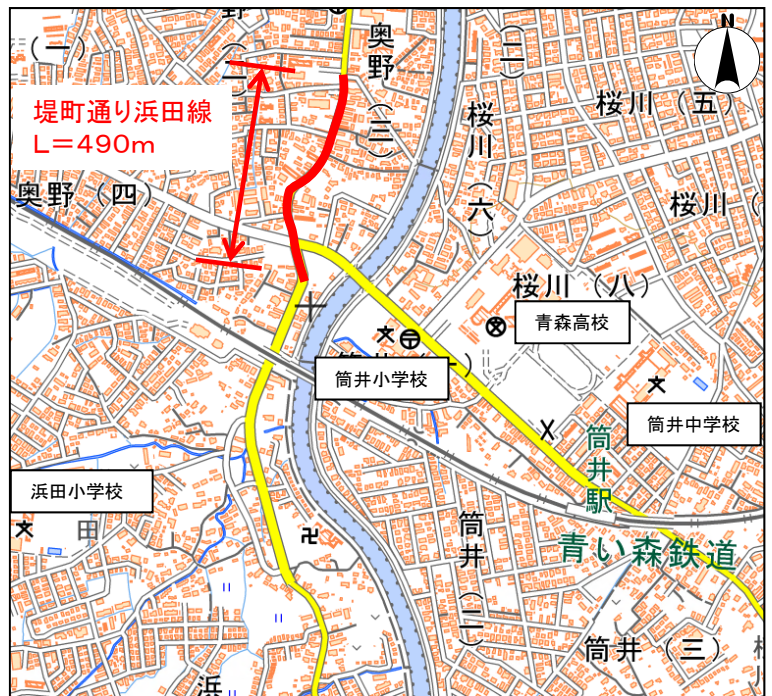 野（二）
奥野（三）
（二）
N
（一）
堤町通り浜田線
L＝490m
桜川（五）
桜川（六）
桜川（
奥野（四）
桜川（八）
青森高校
筒井小学校
筒井中学校
筒井駅
浜田小学校
田
筒井（二）
青い森鉄道
筒井（三）
浜